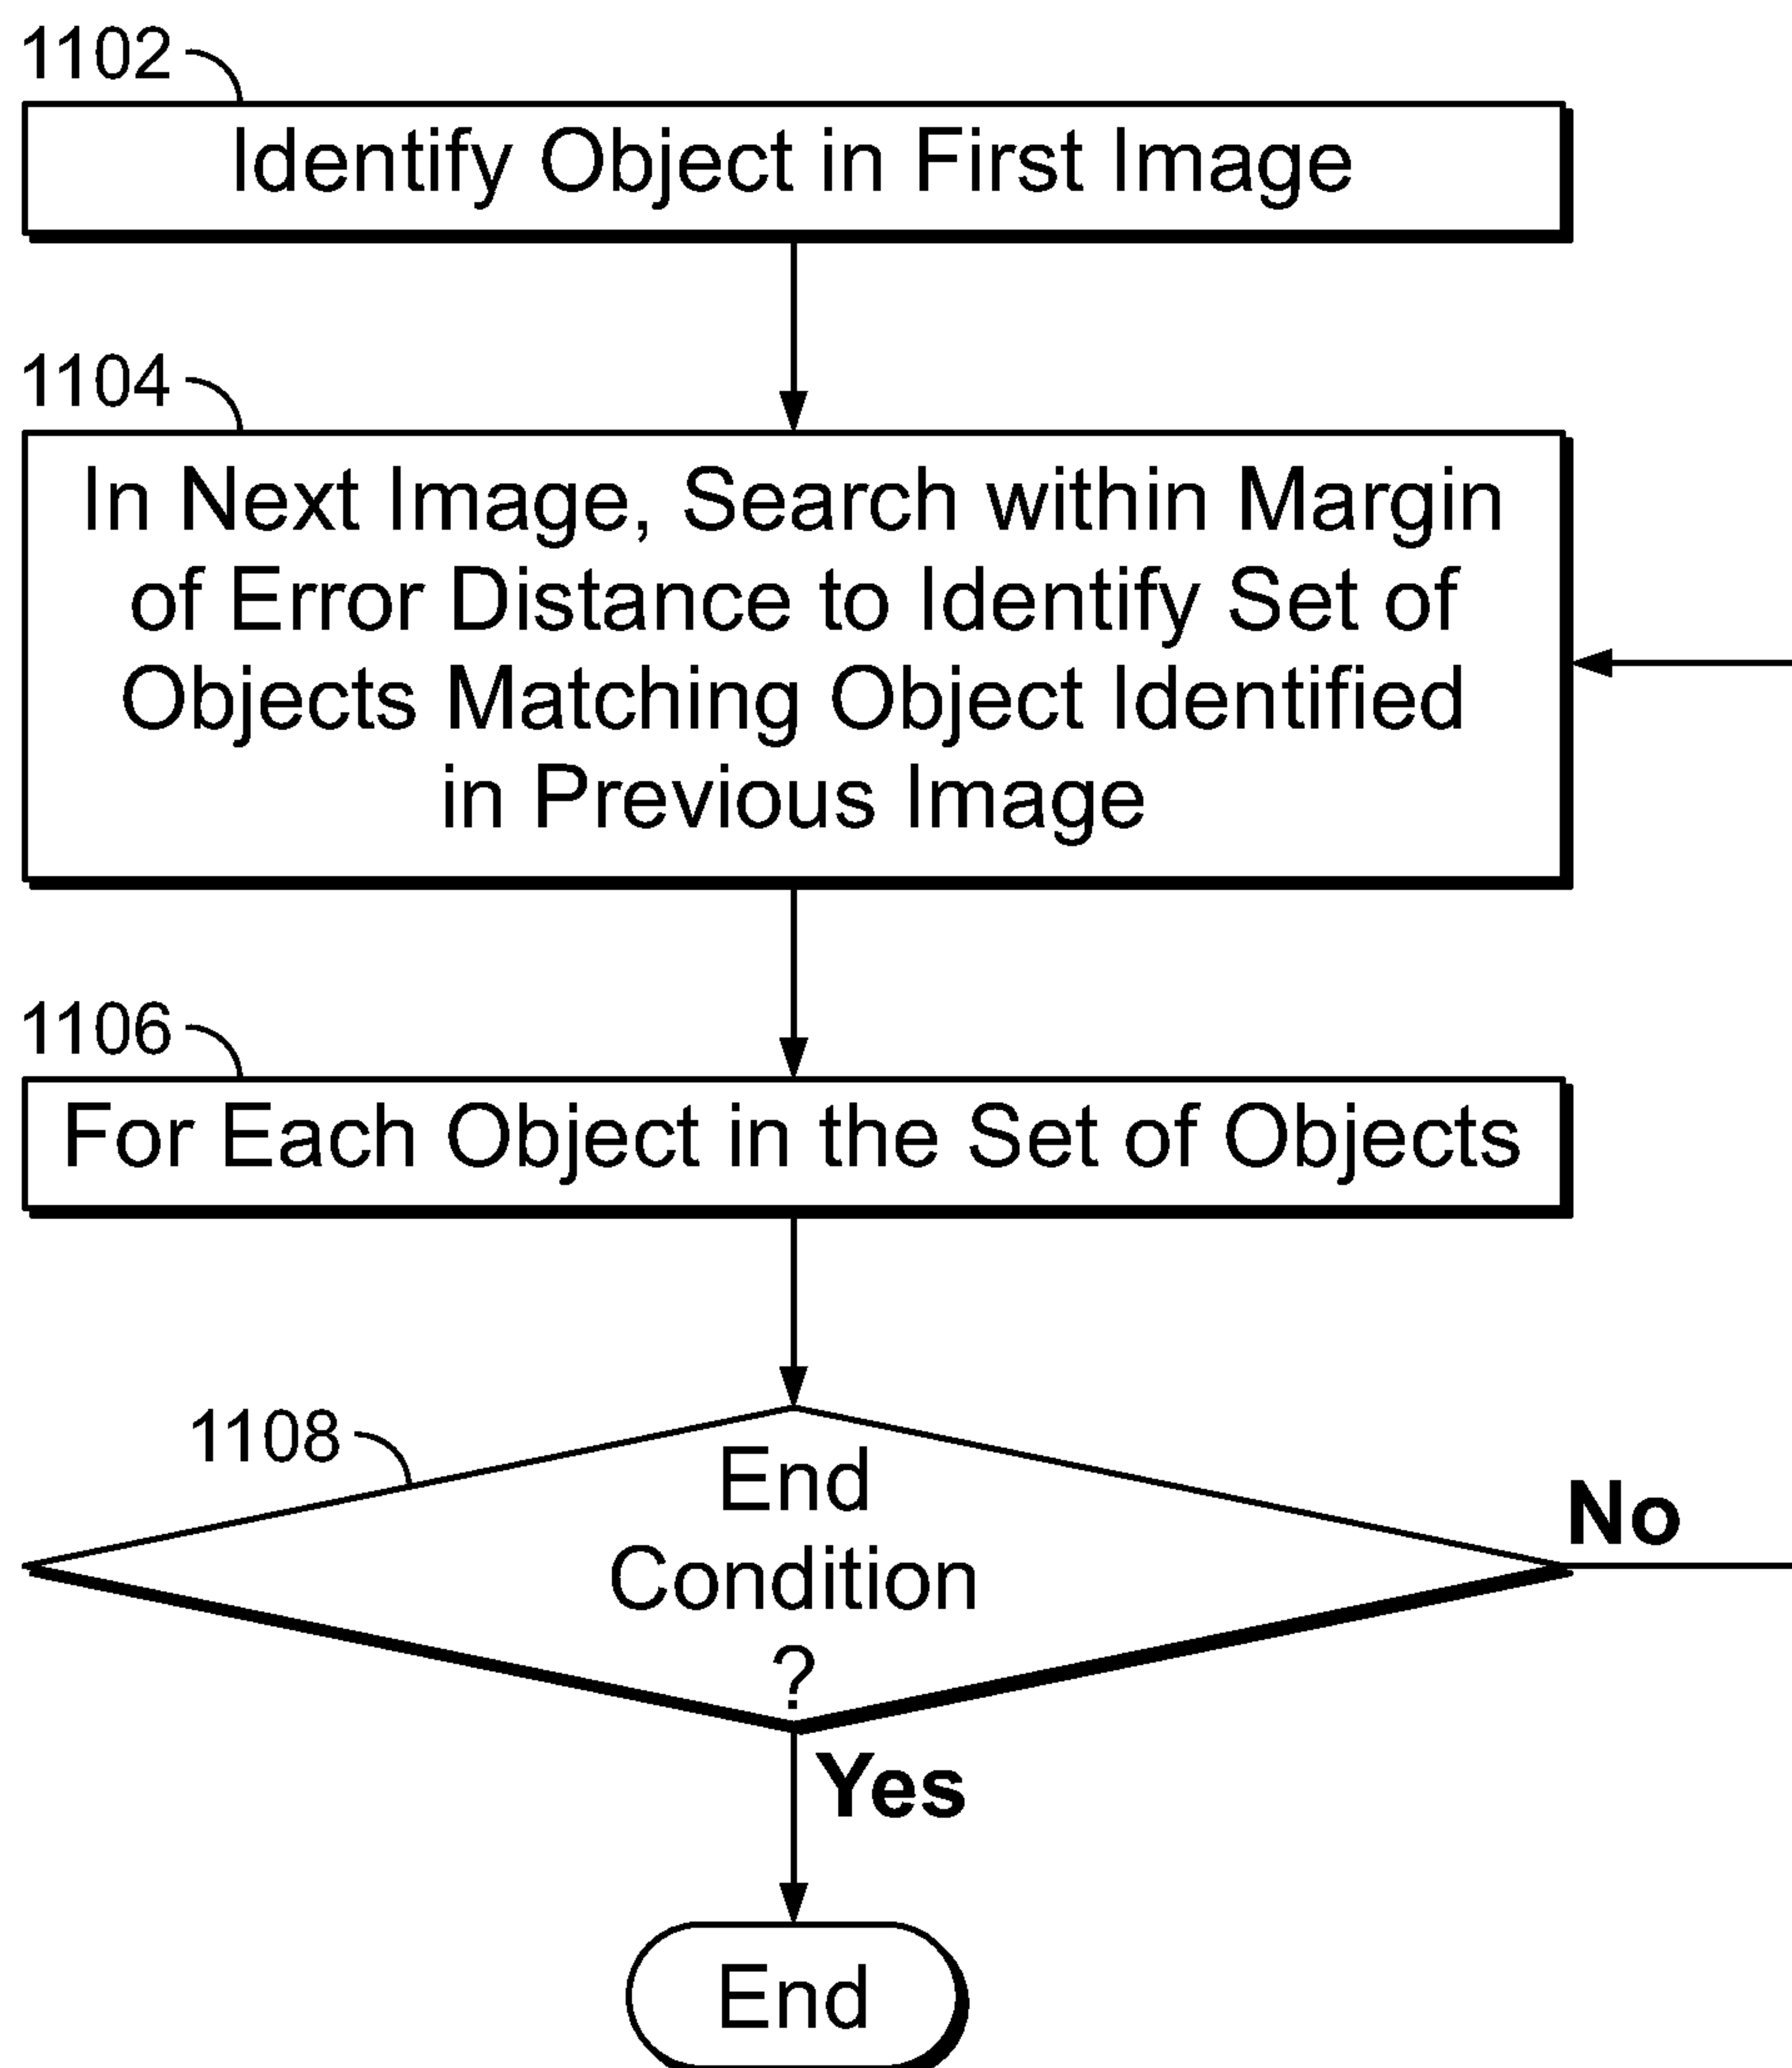 1102
Identify Object in First Image
1104
In Next Image, Search within Margin
of Error Distance to Identify Set of
Objects Matching Object Identified
in Previous Image
1106
For Each Object in the Set of Objects
1108
End
Condition
?
No
Yes
End